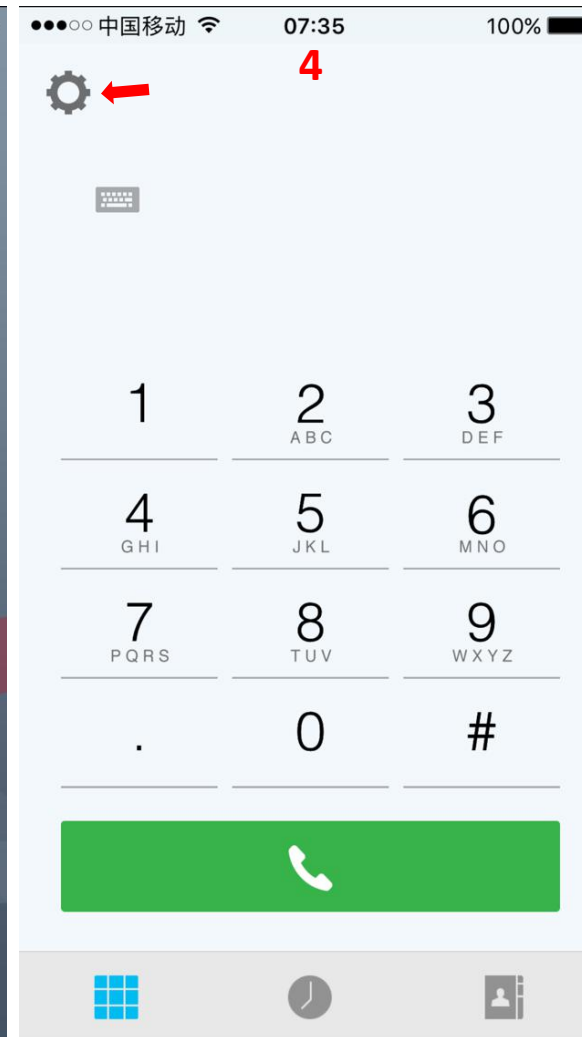 中国移动 07:35 100%
4
1 2 3
ABC DEF
4 5 6
GHI JKL MNO
7 8 9
PQRS TUV WXYZ
. 0 #